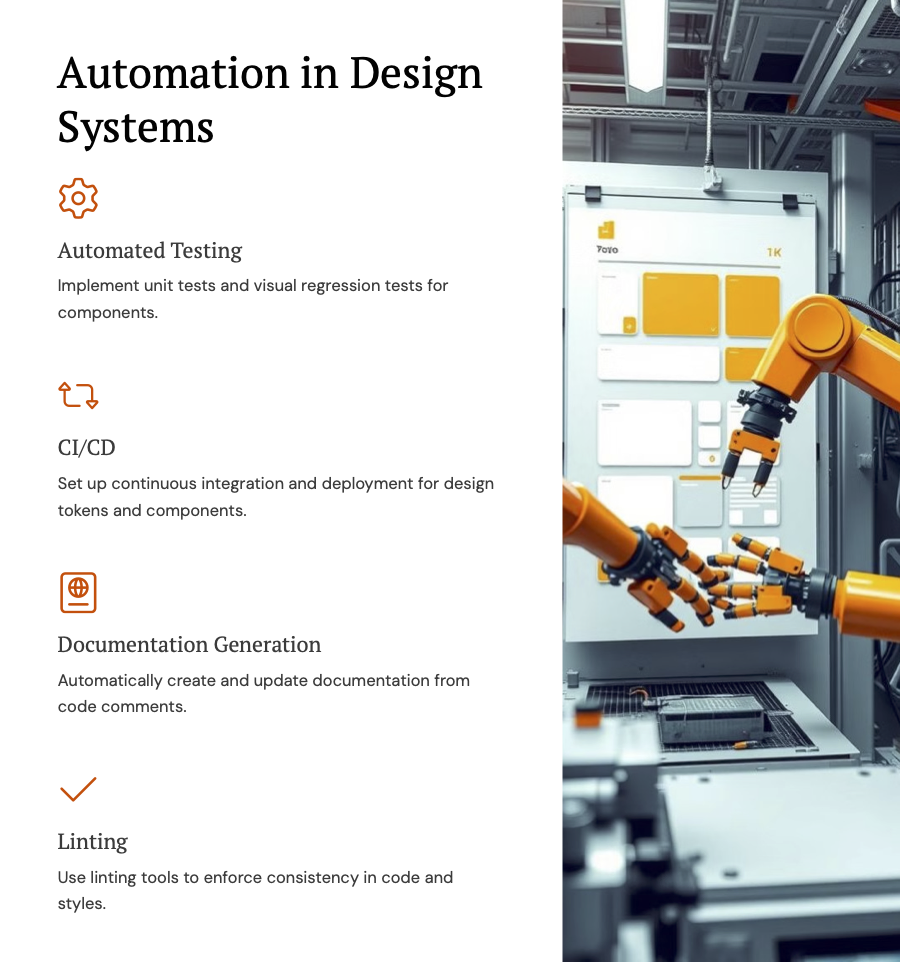 Automation in Design
Systems
Automated Testing
Implement unit tests and visual regression tests for
components.
CI/CD
Set up continuous integration and deployment for design
tokens and components.
Documentation Generation
Automatically create and update documentation from
code comments.
Linting
Use linting tools to enforce consistency in code and
styles.
1K